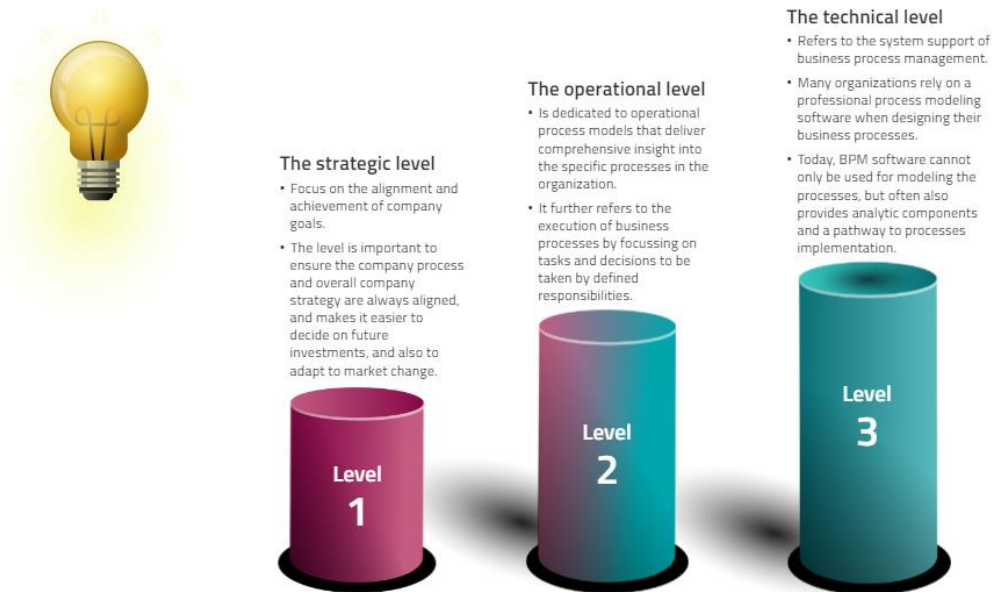 The strategic level
• Focus on the alignment and
achievement of company
goals.
• The level is important to
ensure the company process
and overall company
strategy are always aligned,
and makes it easier to
decide on future
investments, and also to
adapt to market change.
Level
1
The operational level
• Is dedicated to operational
process models that deliver
comprehensive insight into
the specific processes in the
organization.
• It further refers to the
execution of business
processes by focussing on
tasks and decisions to be
taken by defined
responsibilities.
Level
2
The technical level
• Refers to the system support of
business process management.
• Many organizations rely on a
professional process modeling
software when designing their
business processes.
• Today, BPM software cannot
only be used for modeling the
processes, but often also
provides analytic components
and a pathway to processes
implementation.
Level
3